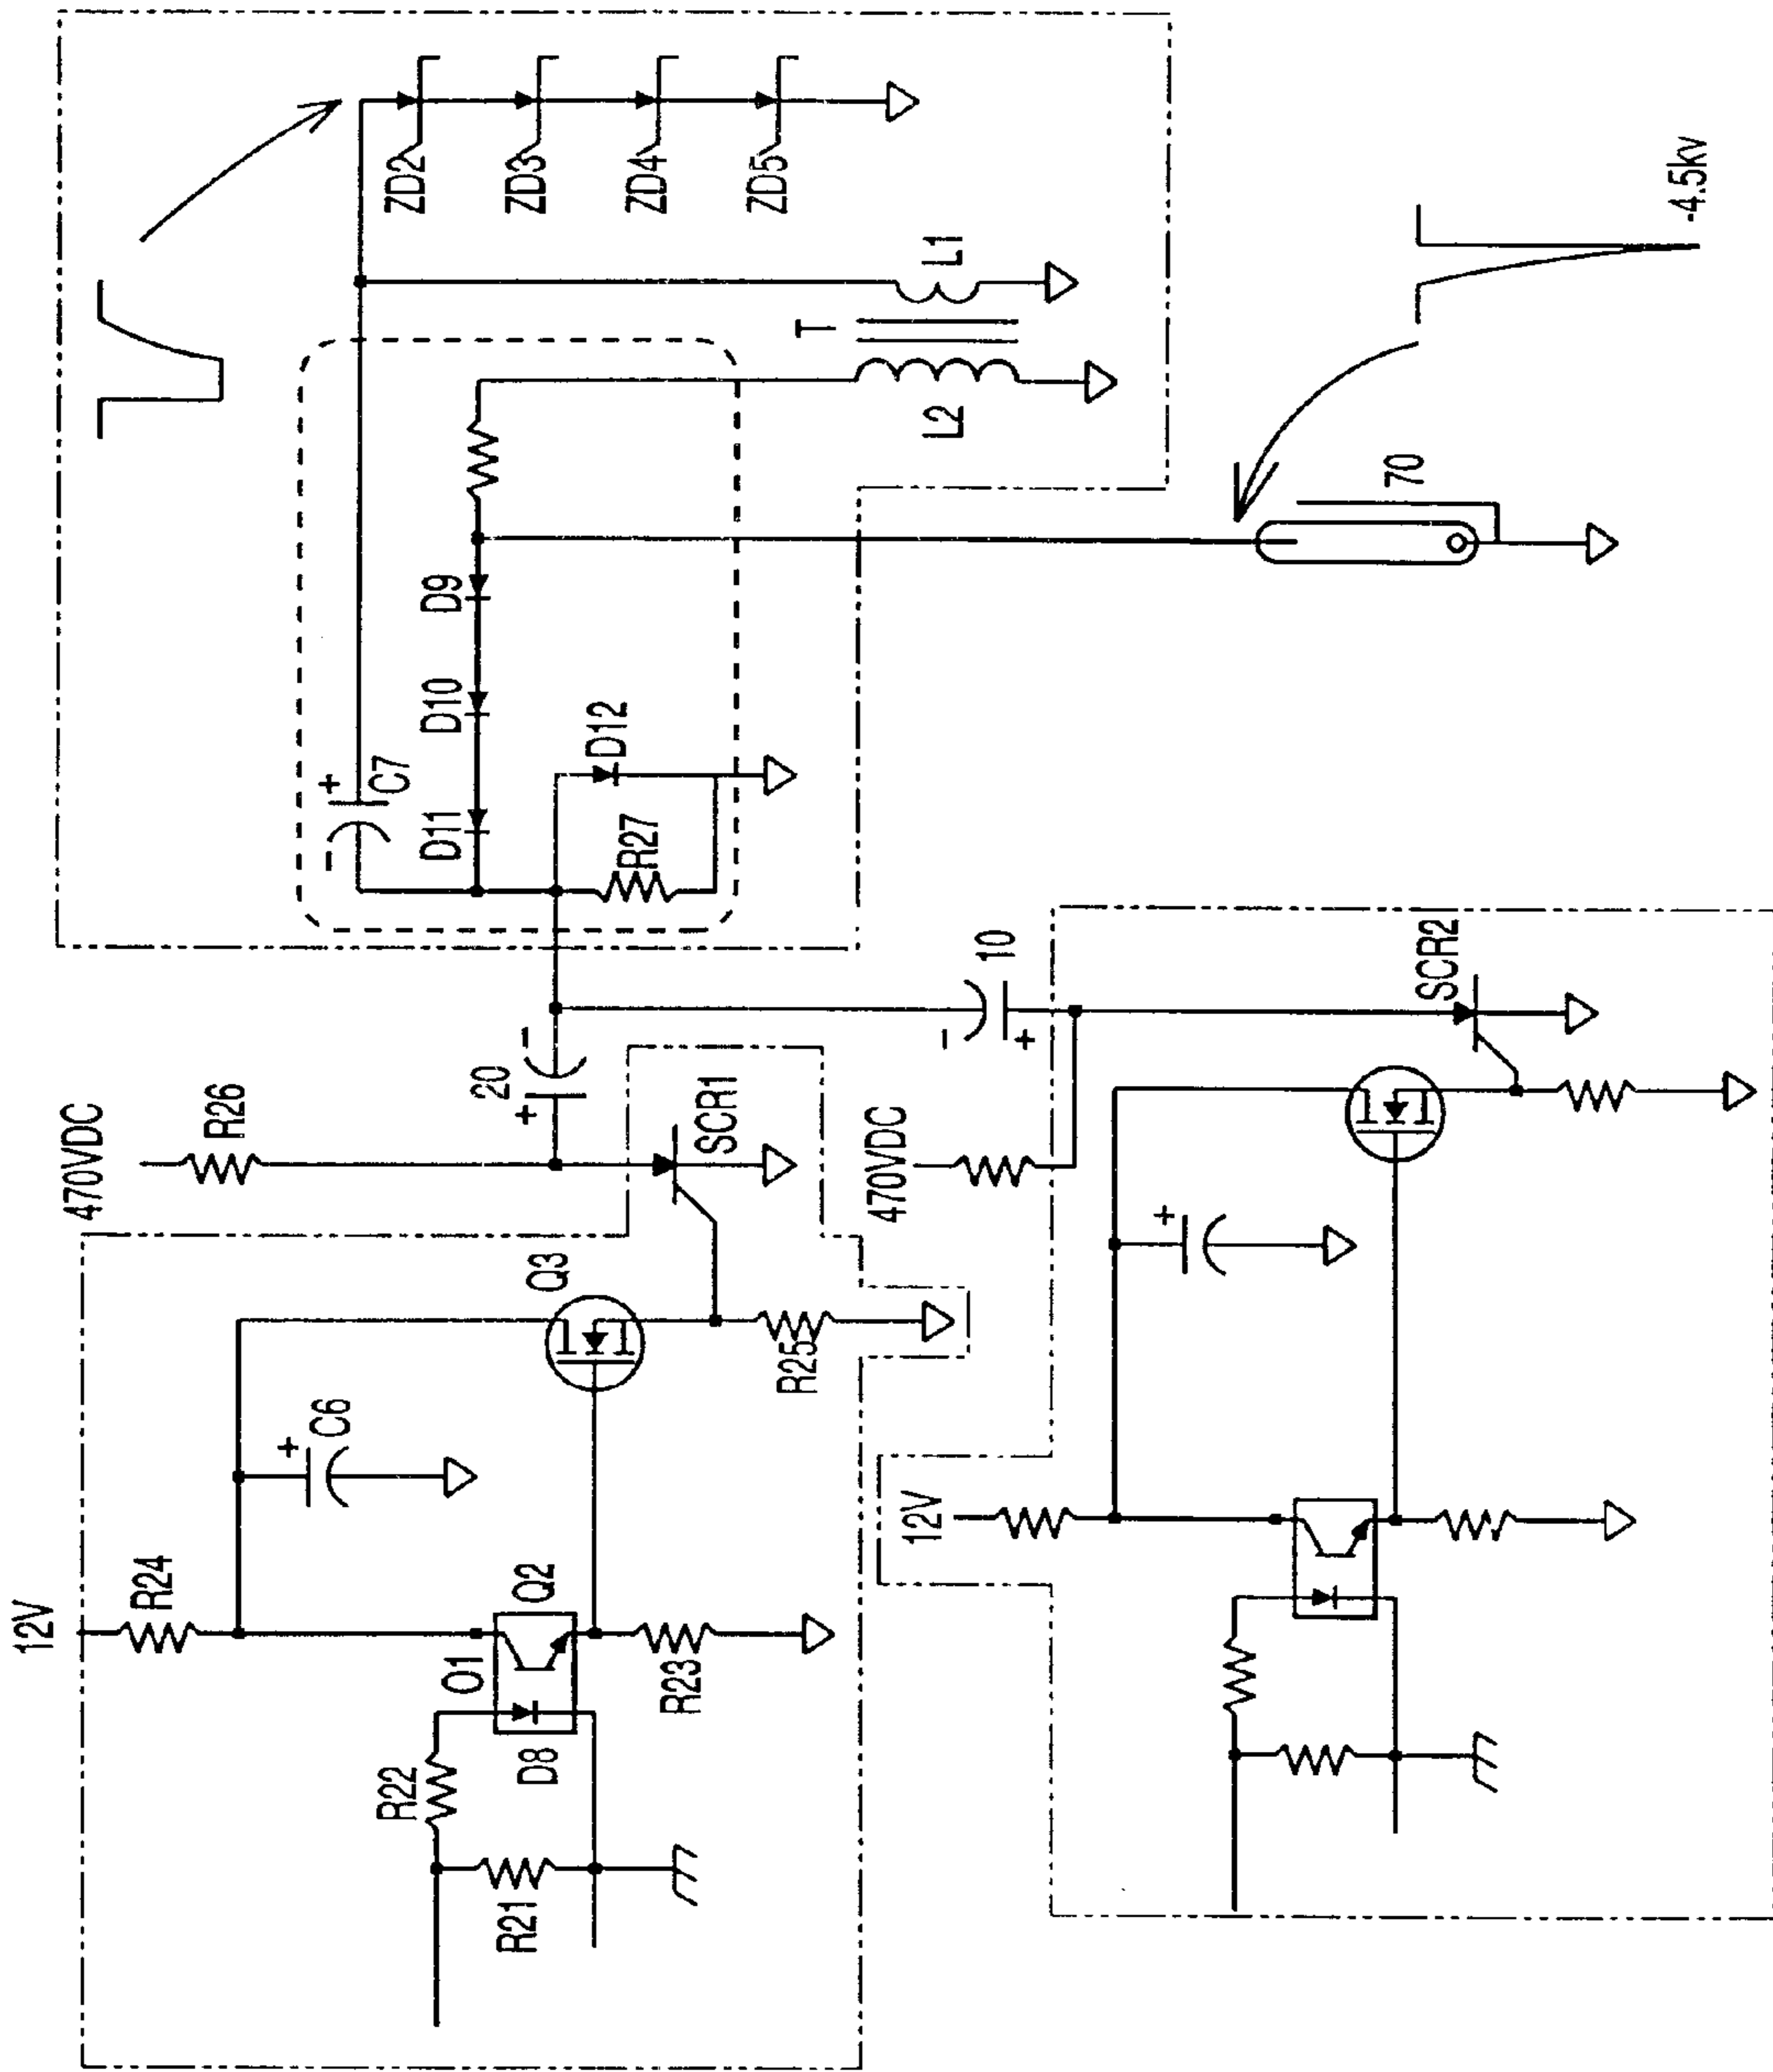 12V
R24
C6
Q3
O1
Q2
R22
D8
R21
R23
R25
470VDC
R26
20
+
-
SCR1
- +
C7
D11
D10
D9
D12
R27
T
L2
L1
ZD2
ZD3
ZD4
ZD5
470VDC
10
-
+
SCR2
12V
+
+
70
-4.5kv